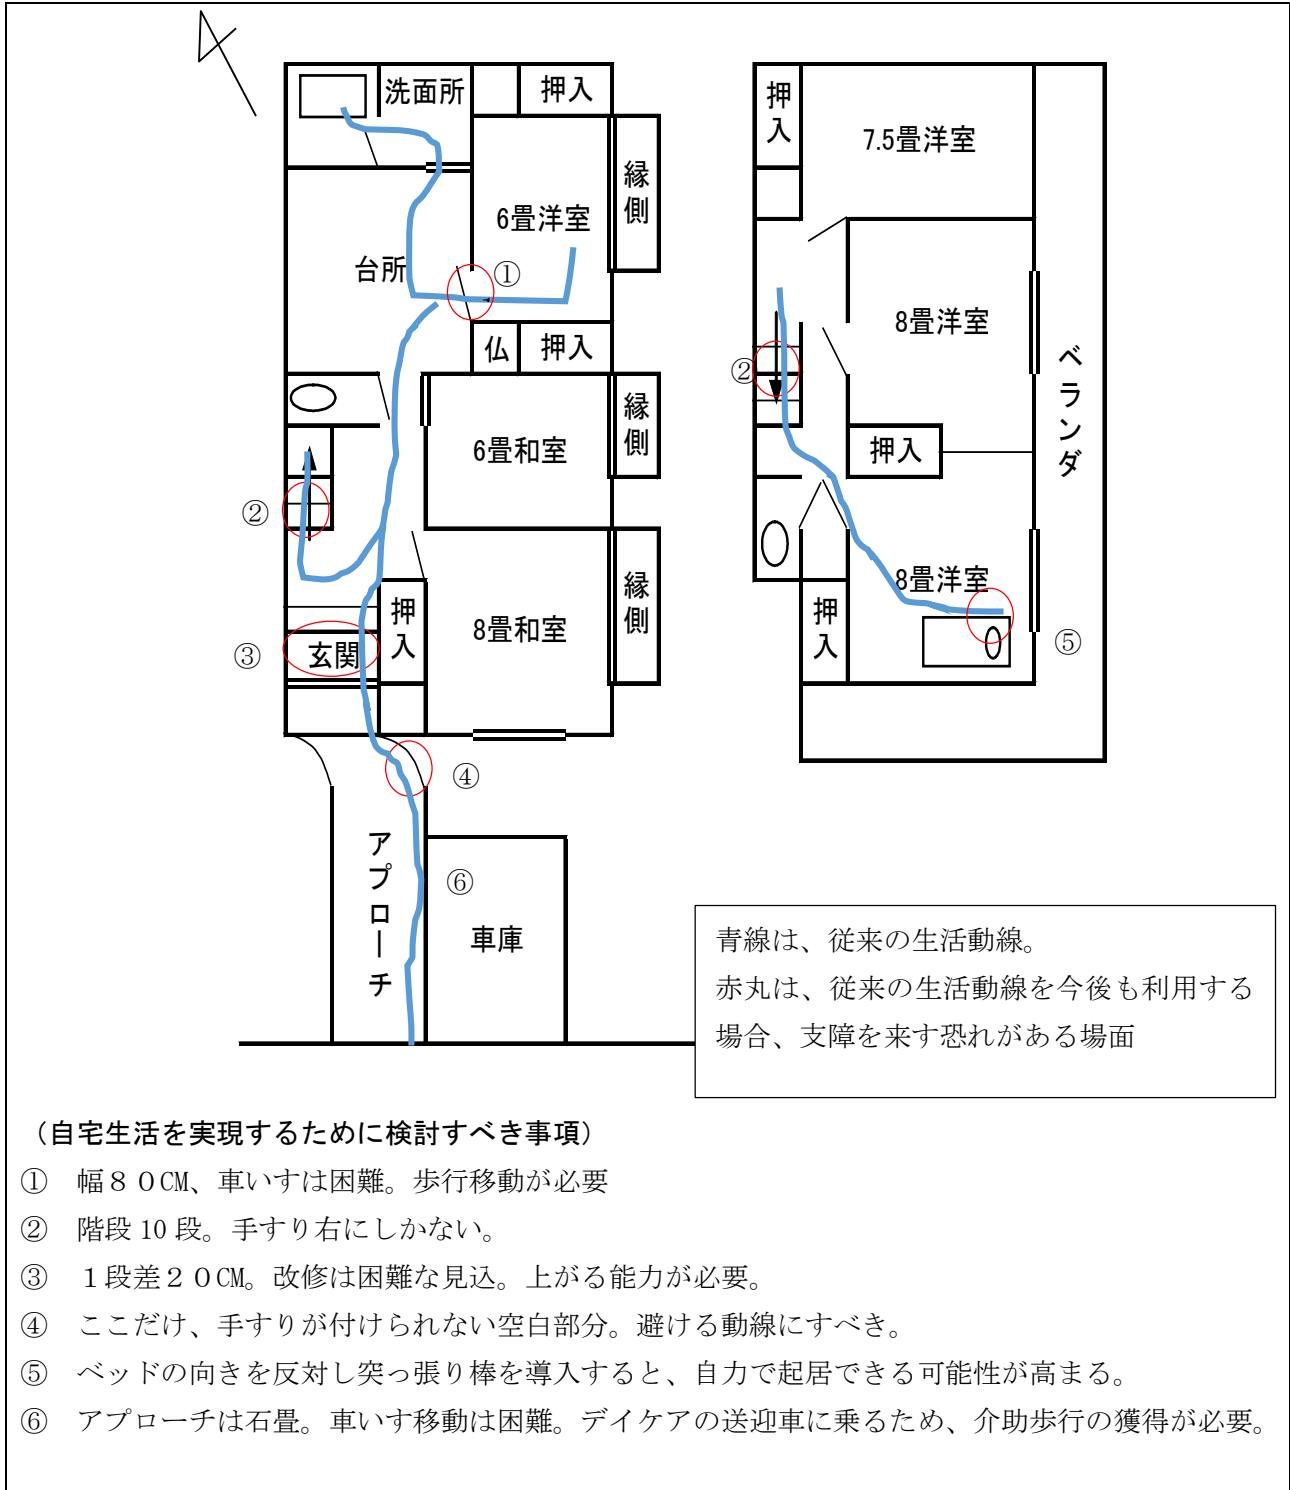 洗面所
押入
縁側
6畳洋室
台所
①
仏
押入
縁側
6畳和室
②
縁側
押入
8畳和室
③
玄関
④
アプローチ
⑥
車庫
押入
7.5畳洋室
8畳洋室
②
ベランダ
押入
8畳洋室
押入
⑤
青線は、従来の生活動線。
赤丸は、従来の生活動線を今後も利用する
場合、支障を来す恐れがある場面
（自宅生活を実現するために検討すべき事項）
①　幅８０CM、車いすは困難。歩行移動が必要
②　階段 10 段。手すり右にしかない。
③　１段差２０CM。改修は困難な見込。上がる能力が必要。
④　ここだけ、手すりが付けられない空白部分。避ける動線にすべき。
⑤　ベッドの向きを反対し突っ張り棒を導入すると、自力で起居できる可能性が高まる。
⑥　アプローチは石畳。車いす移動は困難。デイケアの送迎車に乗るため、介助歩行の獲得が必要。